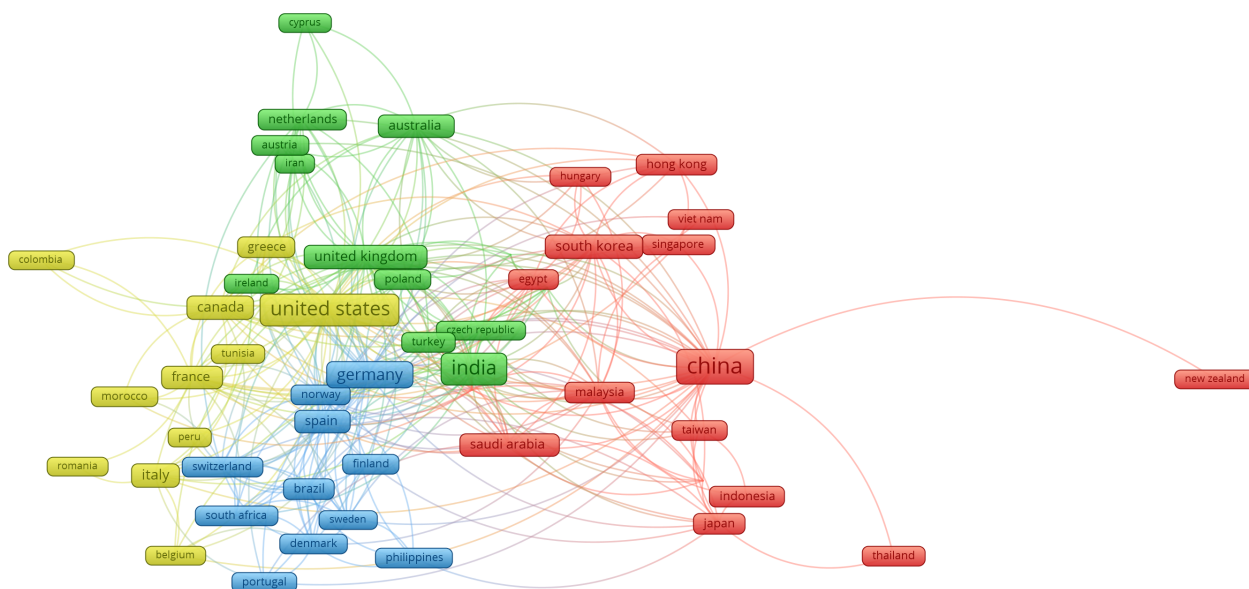 cyprus
netherlands
australia
austria
iran
hungary
hong kong
viet nam
greece
united kingdom
south korea
singapore
colombia
ireland
poland
egypt
canada
united states
czech republic
turkey
tunisia
india
china
france
germany
new zealand
morocco
norway
malaysia
spain
peru
taiwan
saudi arabia
romania
italy
switzerland
finland
brazil
indonesia
south africa
sweden
japan
belgium
denmark
philippines
thailand
portugal